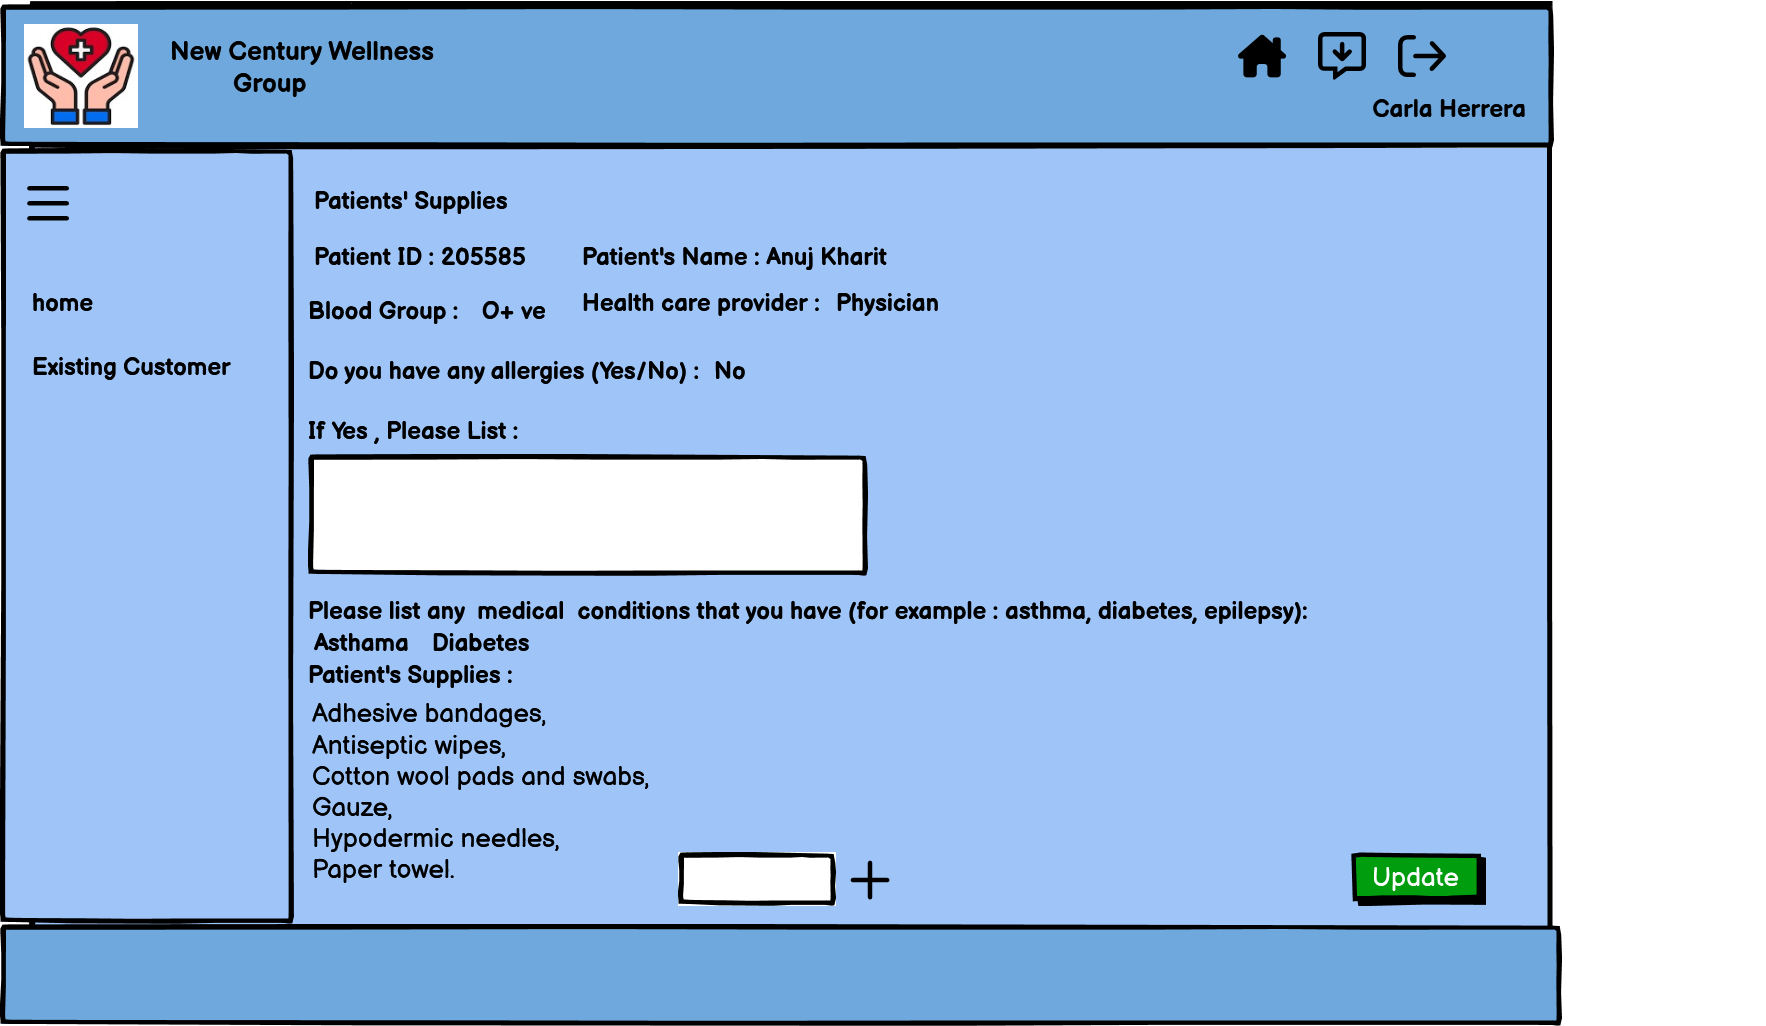 New Century Wellness
Group
Carla Herrera
home
Existing Customer
Patients' Supplies
Patient ID : 205585 Patient's Name : Anuj Kharit
Blood Group : O+ ve Health care provider : Physician
Do you have any allergies (Yes/No) : No
If Yes , Please List :
Please list any medical conditions that you have (for example : asthma, diabetes, epilepsy):
Asthama Diabetes
Patient's Supplies :
Adhesive bandages,
Antiseptic wipes,
Cotton wool pads and swabs,
Gauze,
Hypodermic needles,
Paper towel.
Update